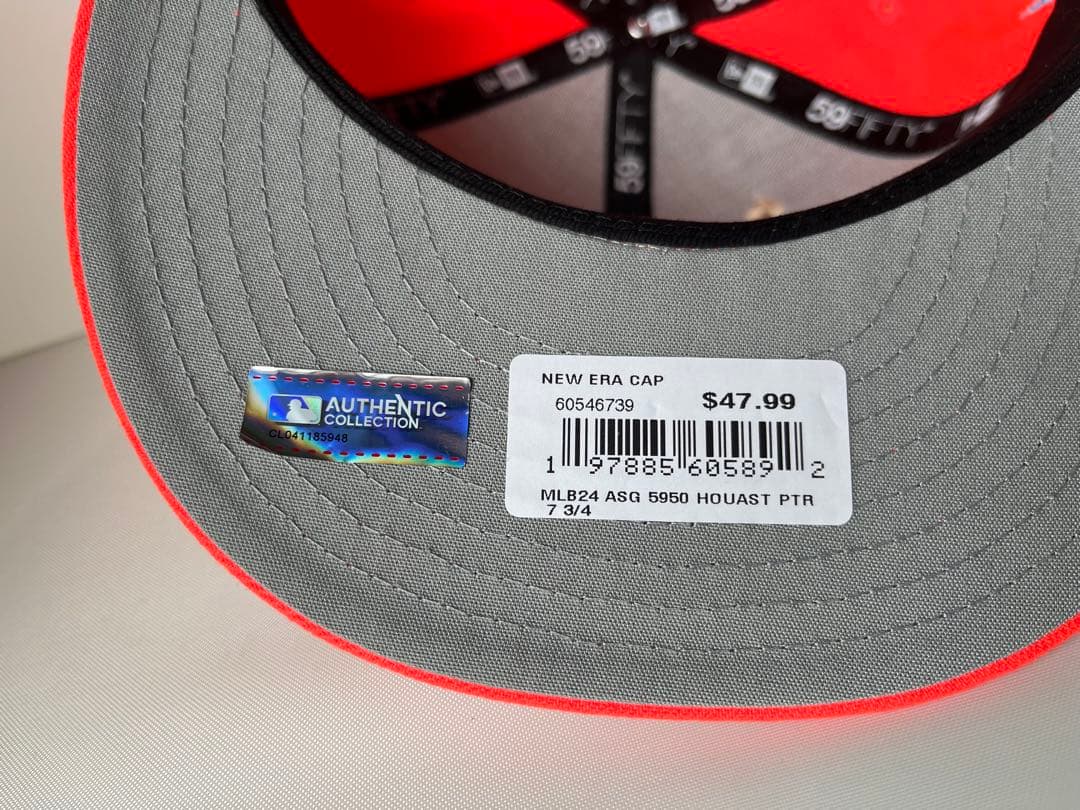 59FIFTY
59FIFTY
59FIFTY
AUTHENTIC
COLLECTION
CL041185948
NEW ERA CAP
60546739 $47.99
1 97885 60589 2
MLB24 ASG 5950 HOUAST PTR
7 3/4